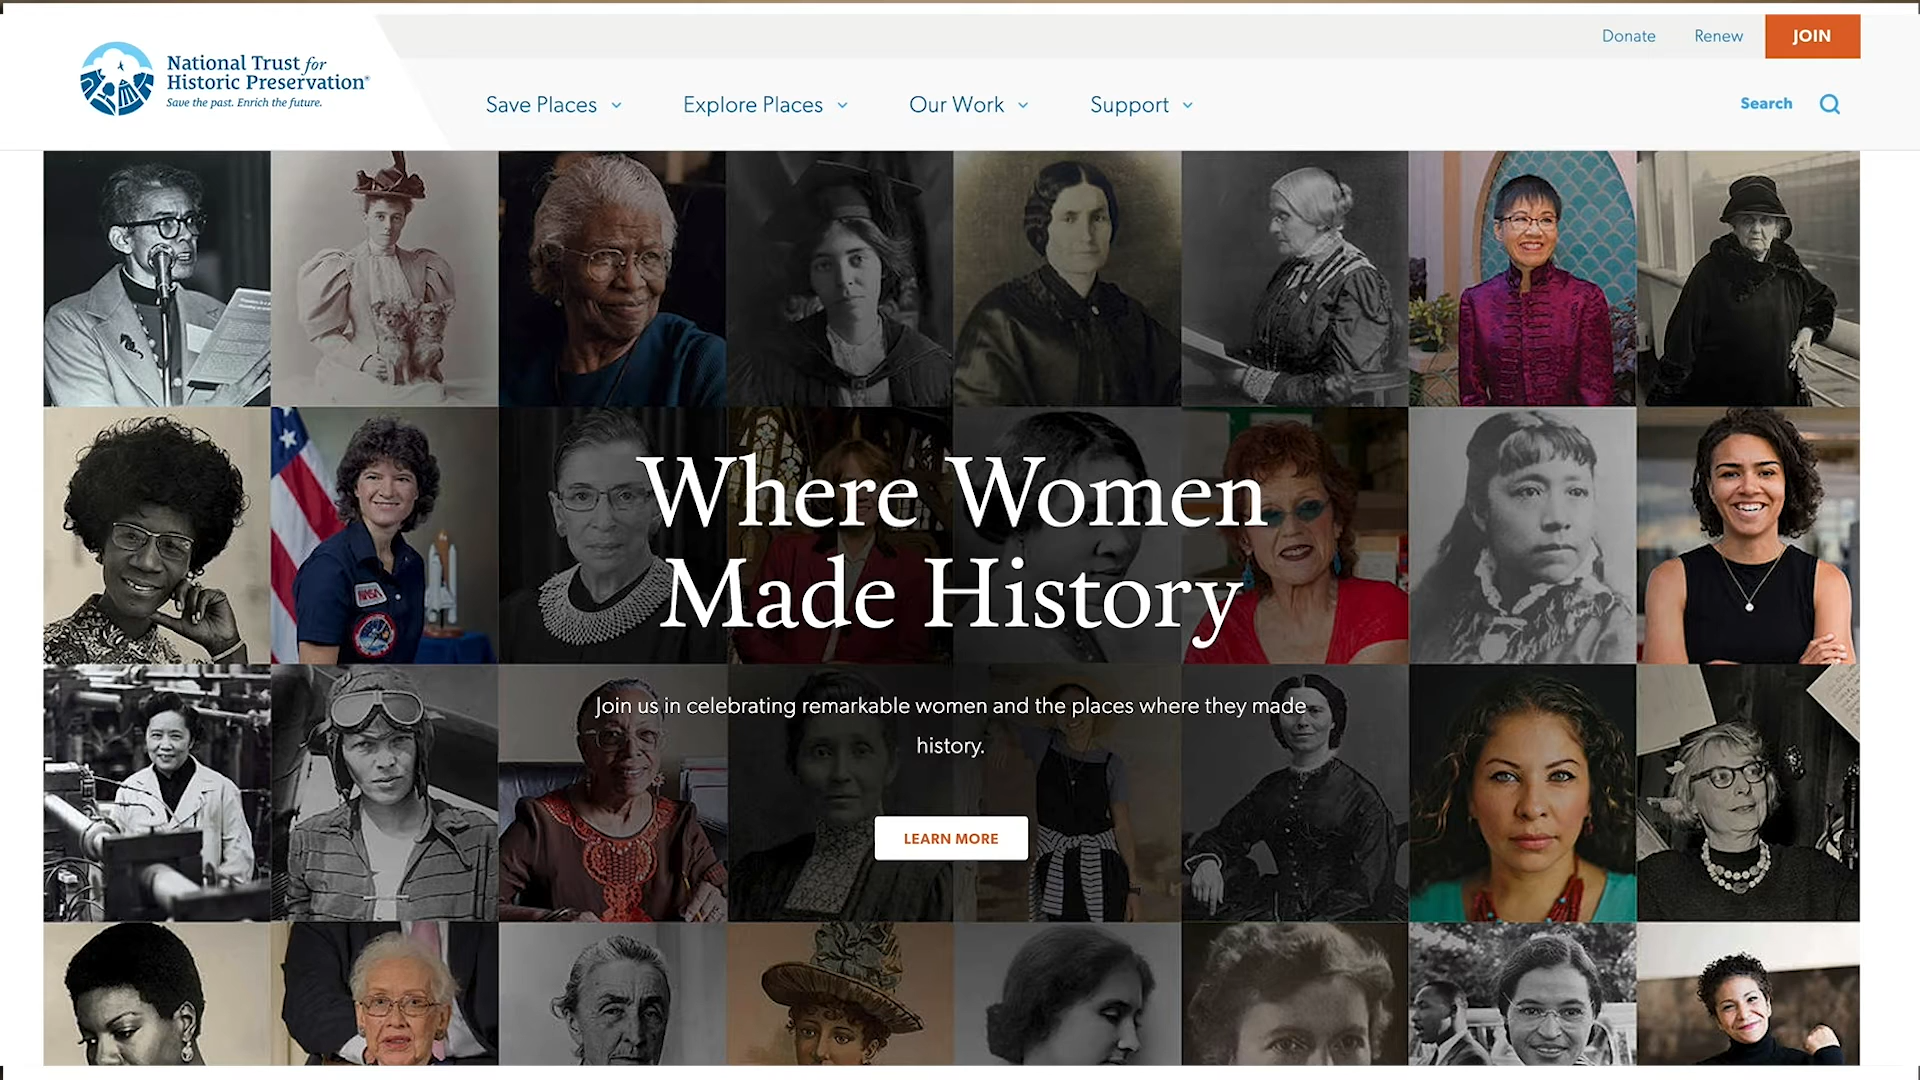 National Trust for
Historic Preservation®
Save the past. Enrich the future.
Donate
Renew
JOIN
Save Places
Explore Places
Our Work
Support
Search
NASA
Where Women
Made History
Join us in celebrating remarkable women and the places where they made
history.
LEARN MORE